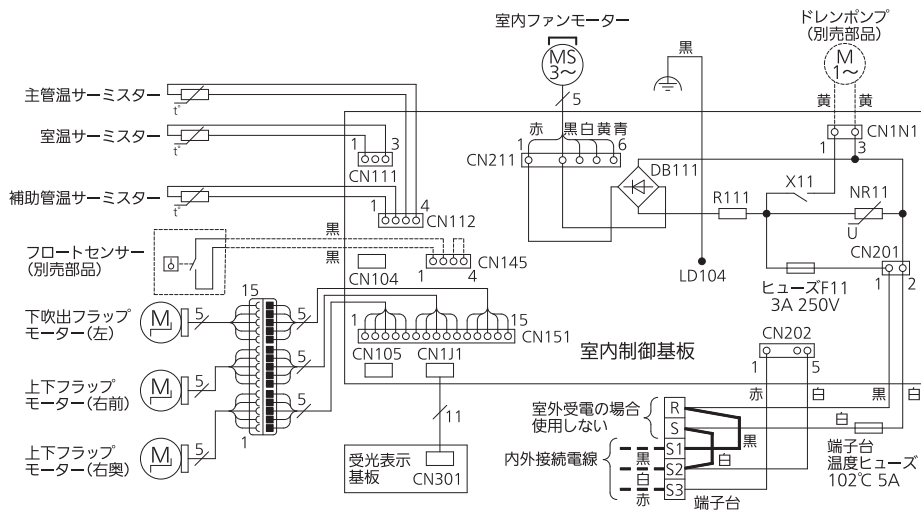 室内ファンモーター
MS
3～
5
黒
ドレンポンプ
（別売部品）
M
1～
黄
黄
CN1N1
1
3
主管温サーミスター
t°
室温サーミスター
t°
1
3
CN111
補助管温サーミスター
t°
1
4
CN112
赤
黒
白
黄
青
1
6
CN211
DB111
R111
X11
NR11
U
CN201
1
2
LD104
ヒューズF11
3A 250V
フロートセンサー
（別売部品）
黒
黒
CN104
1
4
CN145
15
下吹出フラップ
モーター（左）
M
5
5
1
15
CN151
CN105
CN1J1
室内制御基板
CN202
1
5
上下フラップ
モーター（右前）
M
5
5
赤
白
黒
白
11
上下フラップ
モーター（右奥）
M
5
5
1
受光表示
基板
CN301
室外受電の場合
使用しない
内外接続電線
R
S
S1
S2
S3
黒
白
赤
黒
白
白
端子台
端子台
温度ヒューズ
102℃ 5A